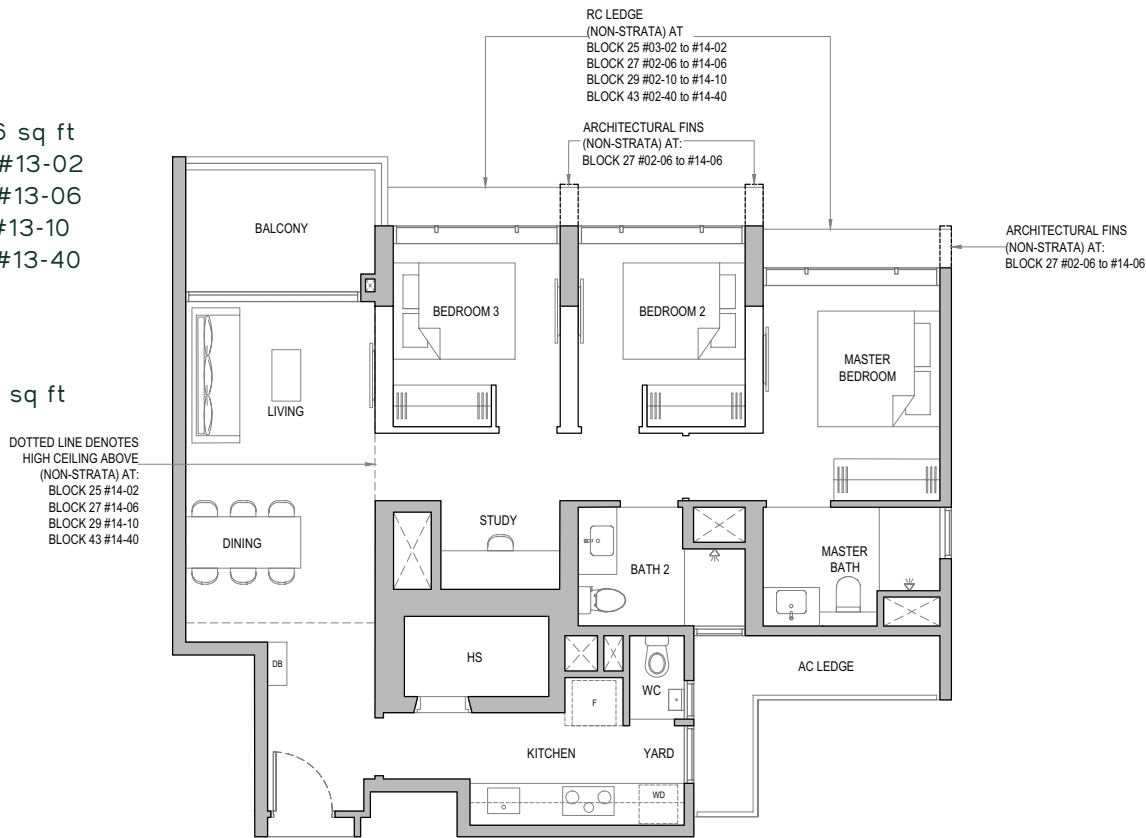 RC LEDGE
(NON-STRATA) AT
BLOCK 25 #03-02 to #14-02
BLOCK 27 #02-06 to #14-06
BLOCK 29 #02-10 to #14-10
BLOCK 43 #02-40 to #14-40
ARCHITECTURAL FINS
(NON-STRATA) AT:
BLOCK 27 #02-06 to #14-06
sq ft
#13-02
#13-06
#13-10
#13-40
ARCHITECTURAL FINS
(NON-STRATA) AT:
BLOCK 27 #02-06 to #14-06
BALCONY
BEDROOM 3
BEDROOM 2
MASTER
BEDROOM
LIVING
sq ft
DOTTED LINE DENOTES
HIGH CEILING ABOVE
(NON-STRATA) AT:
BLOCK 25 #14-02
BLOCK 27 #14-06
BLOCK 29 #14-10
BLOCK 43 #14-40
DINING
STUDY
BATH 2
MASTER
BATH
HS
DB
WC
AC LEDGE
F
KITCHEN
YARD
WD